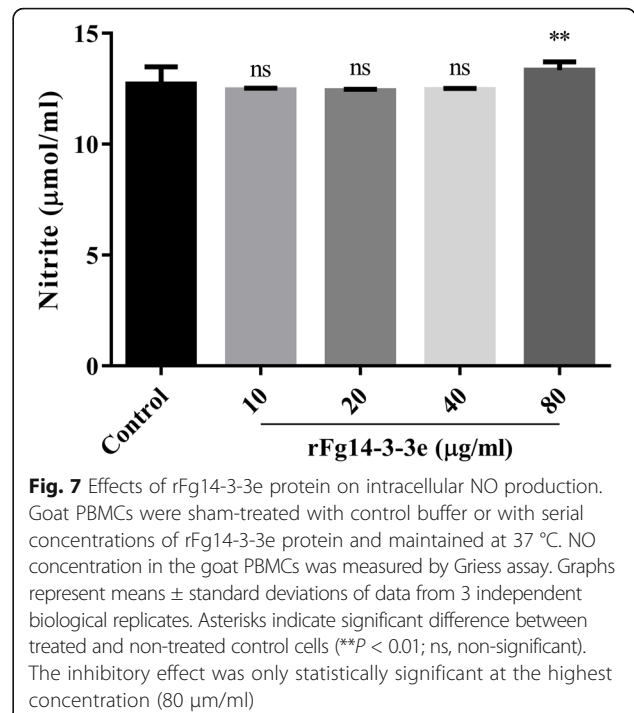 15
10
5
0
Nitrite (μmol/ml)
ns
ns
ns
**
Control
10
20
40
80
rFg14-3-3e (μg/ml)
Fig. 7 Effects of rFg14-3-3e protein on intracellular NO production.
Goat PBMCs were sham-treated with control buffer or with serial
concentrations of rFg14-3-3e protein and maintained at 37 °C. NO
concentration in the goat PBMCs was measured by Griess assay. Graphs
represent means ± standard deviations of data from 3 independent
biological replicates. Asterisks indicate significant difference between
treated and non-treated control cells (**P < 0.01; ns, non-significant).
The inhibitory effect was only statistically significant at the highest
concentration (80 μm/ml)